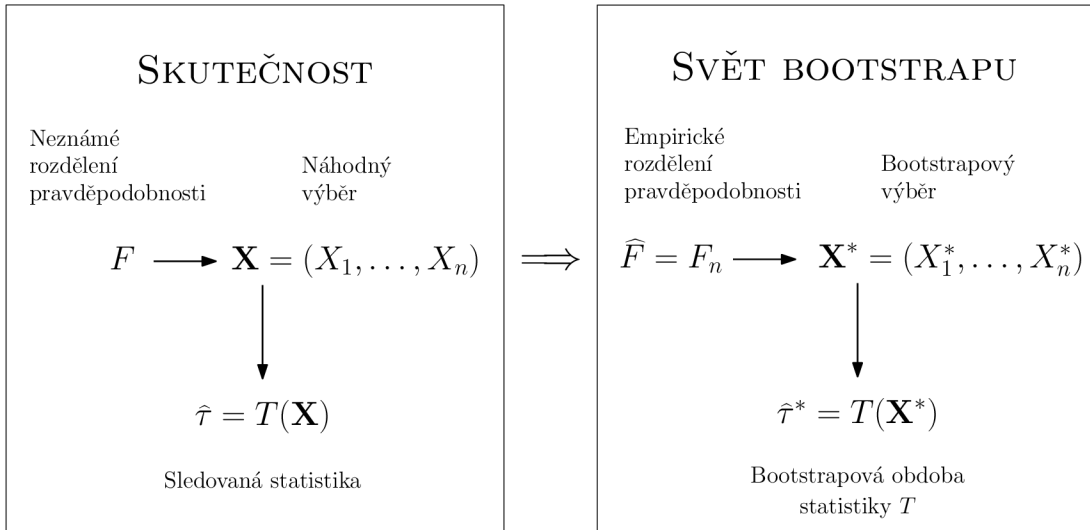 SKUTEČNOST
Neznámé
rozdělení
pravděpodobnosti
Náhodný
výběr
F ⟶ X = (X₁, . . . , Xₙ)
τ̂ = T(X)
Sledovaná statistika
⟹
SVĚT BOOTSTRAPU
Empirické
rozdělení
pravděpodobnosti
Bootstrapový
výběr
F̂ = Fₙ ⟶ X* = (X₁*, . . . , Xₙ*)
τ̂* = T(X*)
Bootstrapová obdoba
statistiky T